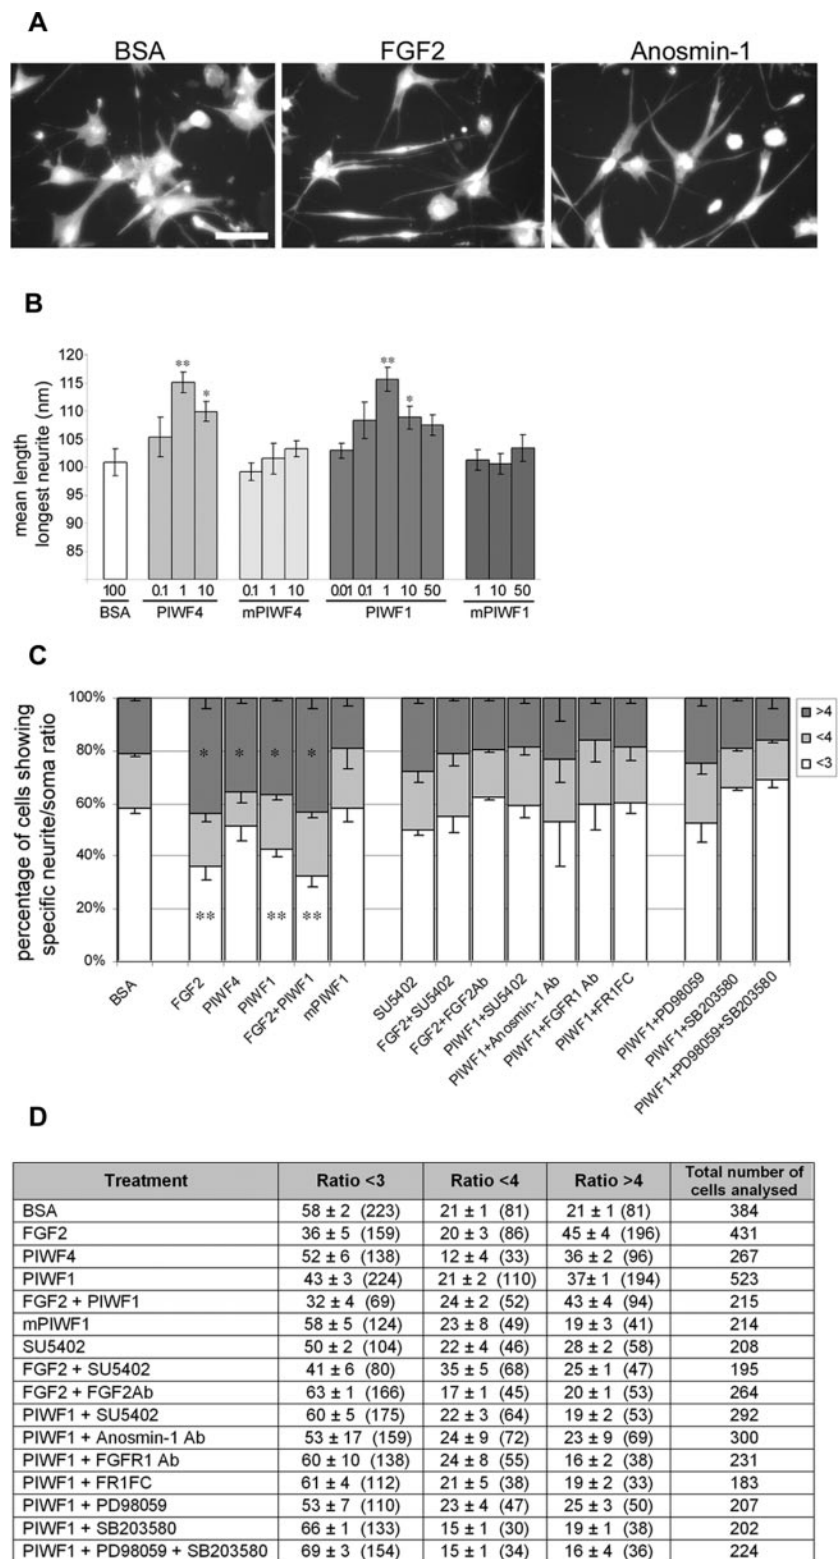 A
BSA FGF2 Anosmin-1
B
mean length
longest neurite (nm)
120
115
110
105
100
95
90
85
** * ** *
100 0.1 1 10 0.1 1 10 0.01 0.1 1 10 50 1 10 50
BSA PIWF4 mPIWF4 PIWF1 mPIWF1
C
percentage of cells showing
specific neurite/soma ratio
100%
80%
60%
40%
20%
0%
* * * *
** ** **
>4
<4
<3
BSA
FGF2
PIWF4
PIWF1
FGF2+PIWF1
mPIWF1
SU5402
FGF2+SU5402
FGF2+FGF2Ab
PIWF1+SU5402
PIWF1+Anosmin-1 Ab
PIWF1+FGFR1 Ab
PIWF1+FR1FC
PIWF1+PD98059
PIWF1+SB203580
PIWF1+PD98059+SB203580
D
Treatment Ratio <3 Ratio <4 Ratio >4 Total number of cells analysed
BSA 58 ± 2 (223) 21 ± 1 (81) 21 ± 1 (81) 384
FGF2 36 ± 5 (159) 20 ± 3 (86) 45 ± 4 (196) 431
PIWF4 52 ± 6 (138) 12 ± 4 (33) 36 ± 2 (96) 267
PIWF1 43 ± 3 (224) 21 ± 2 (110) 37± 1 (194) 523
FGF2 + PIWF1 32 ± 4 (69) 24 ± 2 (52) 43 ± 4 (94) 215
mPIWF1 58 ± 5 (124) 23 ± 8 (49) 19 ± 3 (41) 214
SU5402 50 ± 2 (104) 22 ± 4 (46) 28 ± 2 (58) 208
FGF2 + SU5402 41 ± 6 (80) 35 ± 5 (68) 25 ± 1 (47) 195
FGF2 + FGF2Ab 63 ± 1 (166) 17 ± 1 (45) 20 ± 1 (53) 264
PIWF1 + SU5402 60 ± 5 (175) 22 ± 3 (64) 19 ± 2 (53) 292
PIWF1 + Anosmin-1 Ab 53 ± 17 (159) 24 ± 9 (72) 23 ± 9 (69) 300
PIWF1 + FGFR1 Ab 60 ± 10 (138) 24 ± 8 (55) 16 ± 2 (38) 231
PIWF1 + FR1FC 61 ± 4 (112) 21 ± 5 (38) 19 ± 2 (33) 183
PIWF1 + PD98059 53 ± 7 (110) 23 ± 4 (47) 25 ± 3 (50) 207
PIWF1 + SB203580 66 ± 1 (133) 15 ± 1 (30) 19 ± 1 (38) 202
PIWF1 + PD98059 + SB203580 69 ± 3 (154) 15 ± 1 (34) 16 ± 4 (36) 224